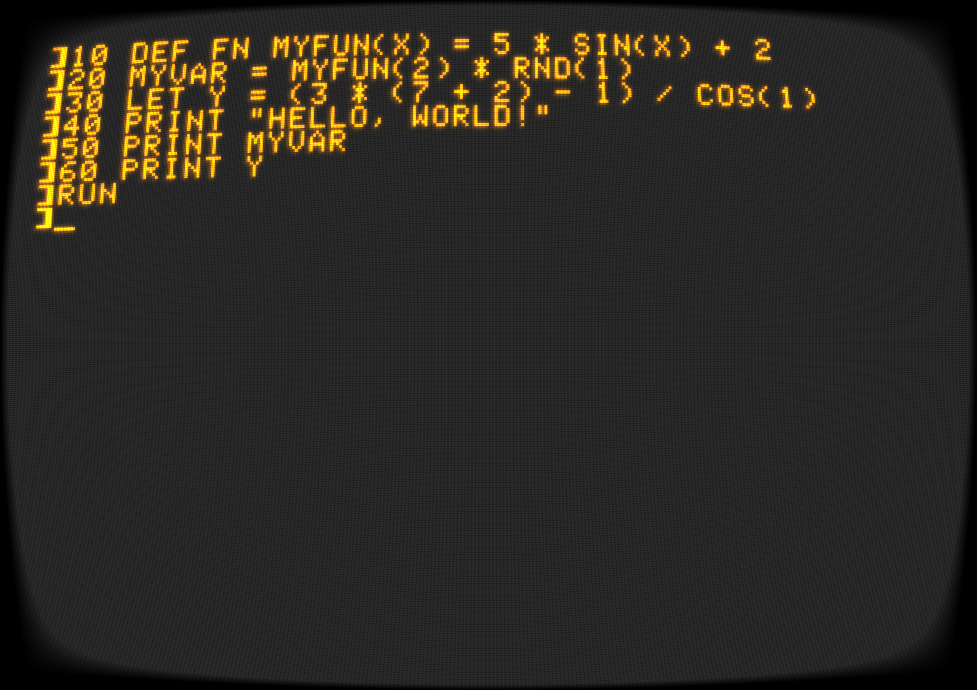 ]10 DEF FN MYFUN(X) = 5 * SIN(X) + 2
]20 MYVAR = MYFUN(2) * RND(1)
]30 LET Y = (3 * (7 + 2) - 1) / COS(1)
]40 PRINT "HELLO, WORLD!"
]50 PRINT MYVAR
]60 PRINT Y
]RUN
]_